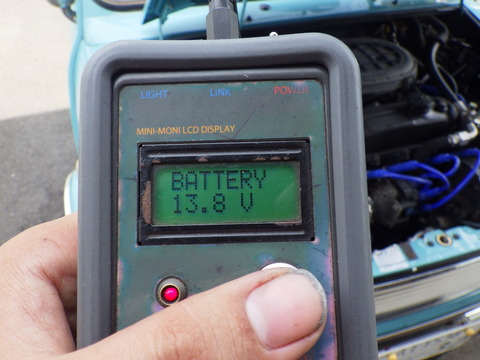 LIGHT LINK POWER
MINI-MONI LCD DISPLAY
BATTERY
13.8 V